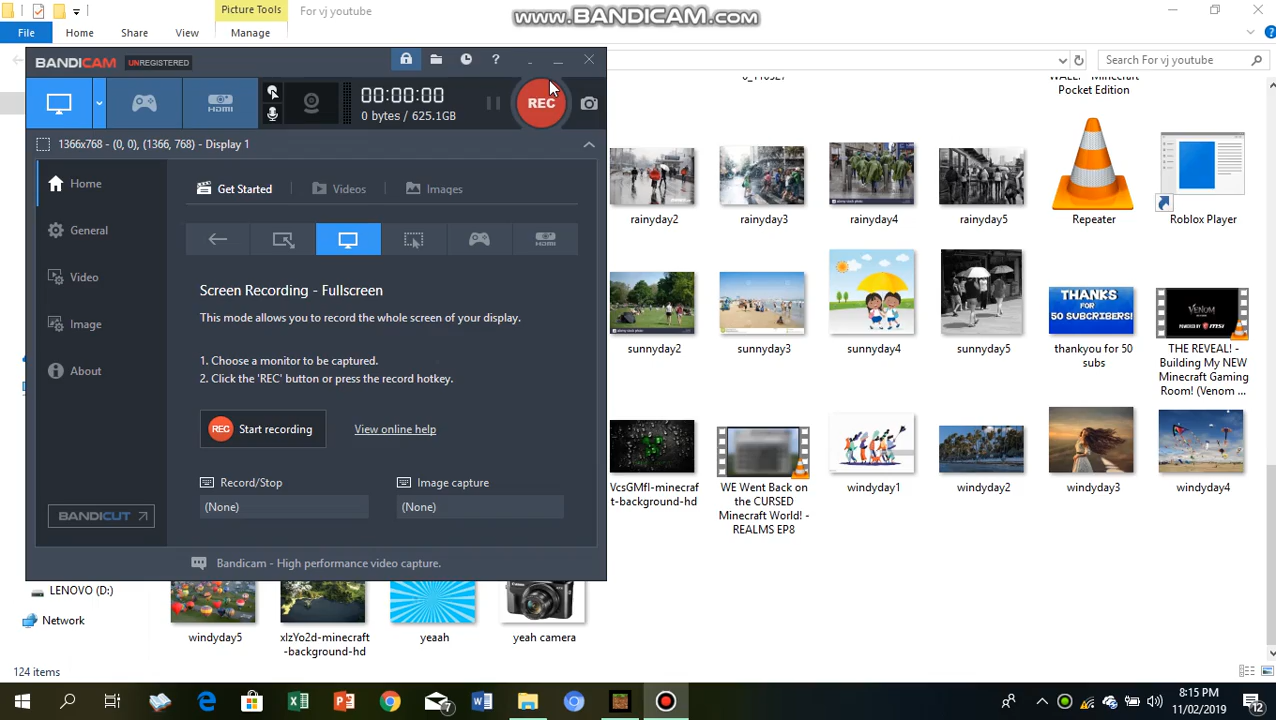 Picture Tools
For vj youtube
www.BANDICAM.com
File
Home
Share
View
Manage
Search For vj youtube
BANDICAM
UNREGISTERED
?
HDMI
00:00:00
0 bytes / 625.1GB
REC
1366x768 - (0, 0), (1366, 768) - Display 1
Home
General
Video
Image
About
BANDICUT
Get Started
Videos
Images
HDMI
Screen Recording - Fullscreen
This mode allows you to record the whole screen of your display.
1. Choose a monitor to be captured.
2. Click the 'REC' button or press the record hotkey.
REC
Start recording
View online help
Record/Stop
Image capture
(None)
(None)
Bandicam - High performance video capture.
Pocket Edition
rainyday2
rainyday3
rainyday4
rainyday5
Repeater
Roblox Player
THANKS
FOR
50 SUBCRIBERS!
VENOM
sunnyday2
sunnyday3
sunnyday4
sunnyday5
thankyou for 50
subs
THE REVEAL! -
Building My NEW
Minecraft Gaming
Room! (Venom ...
VcsGMfI-minecraf
t-background-hd
WE Went Back on
the CURSED
Minecraft World! -
REALMS EP8
windyday1
windyday2
windyday3
windyday4
LENOVO (D:)
Network
windyday5
xlzYo2d-minecraft
-background-hd
yeaah
yeah camera
124 items
7
8:15 PM
11/02/2019
12